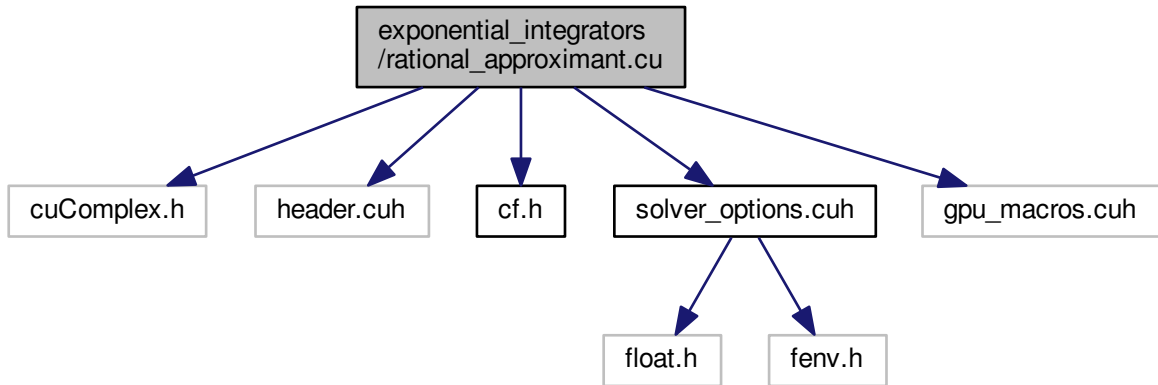 exponential_integrators
/rational_approximant.cu
cuComplex.h
header.cuh
cf.h
solver_options.cuh
gpu_macros.cuh
float.h
fenv.h